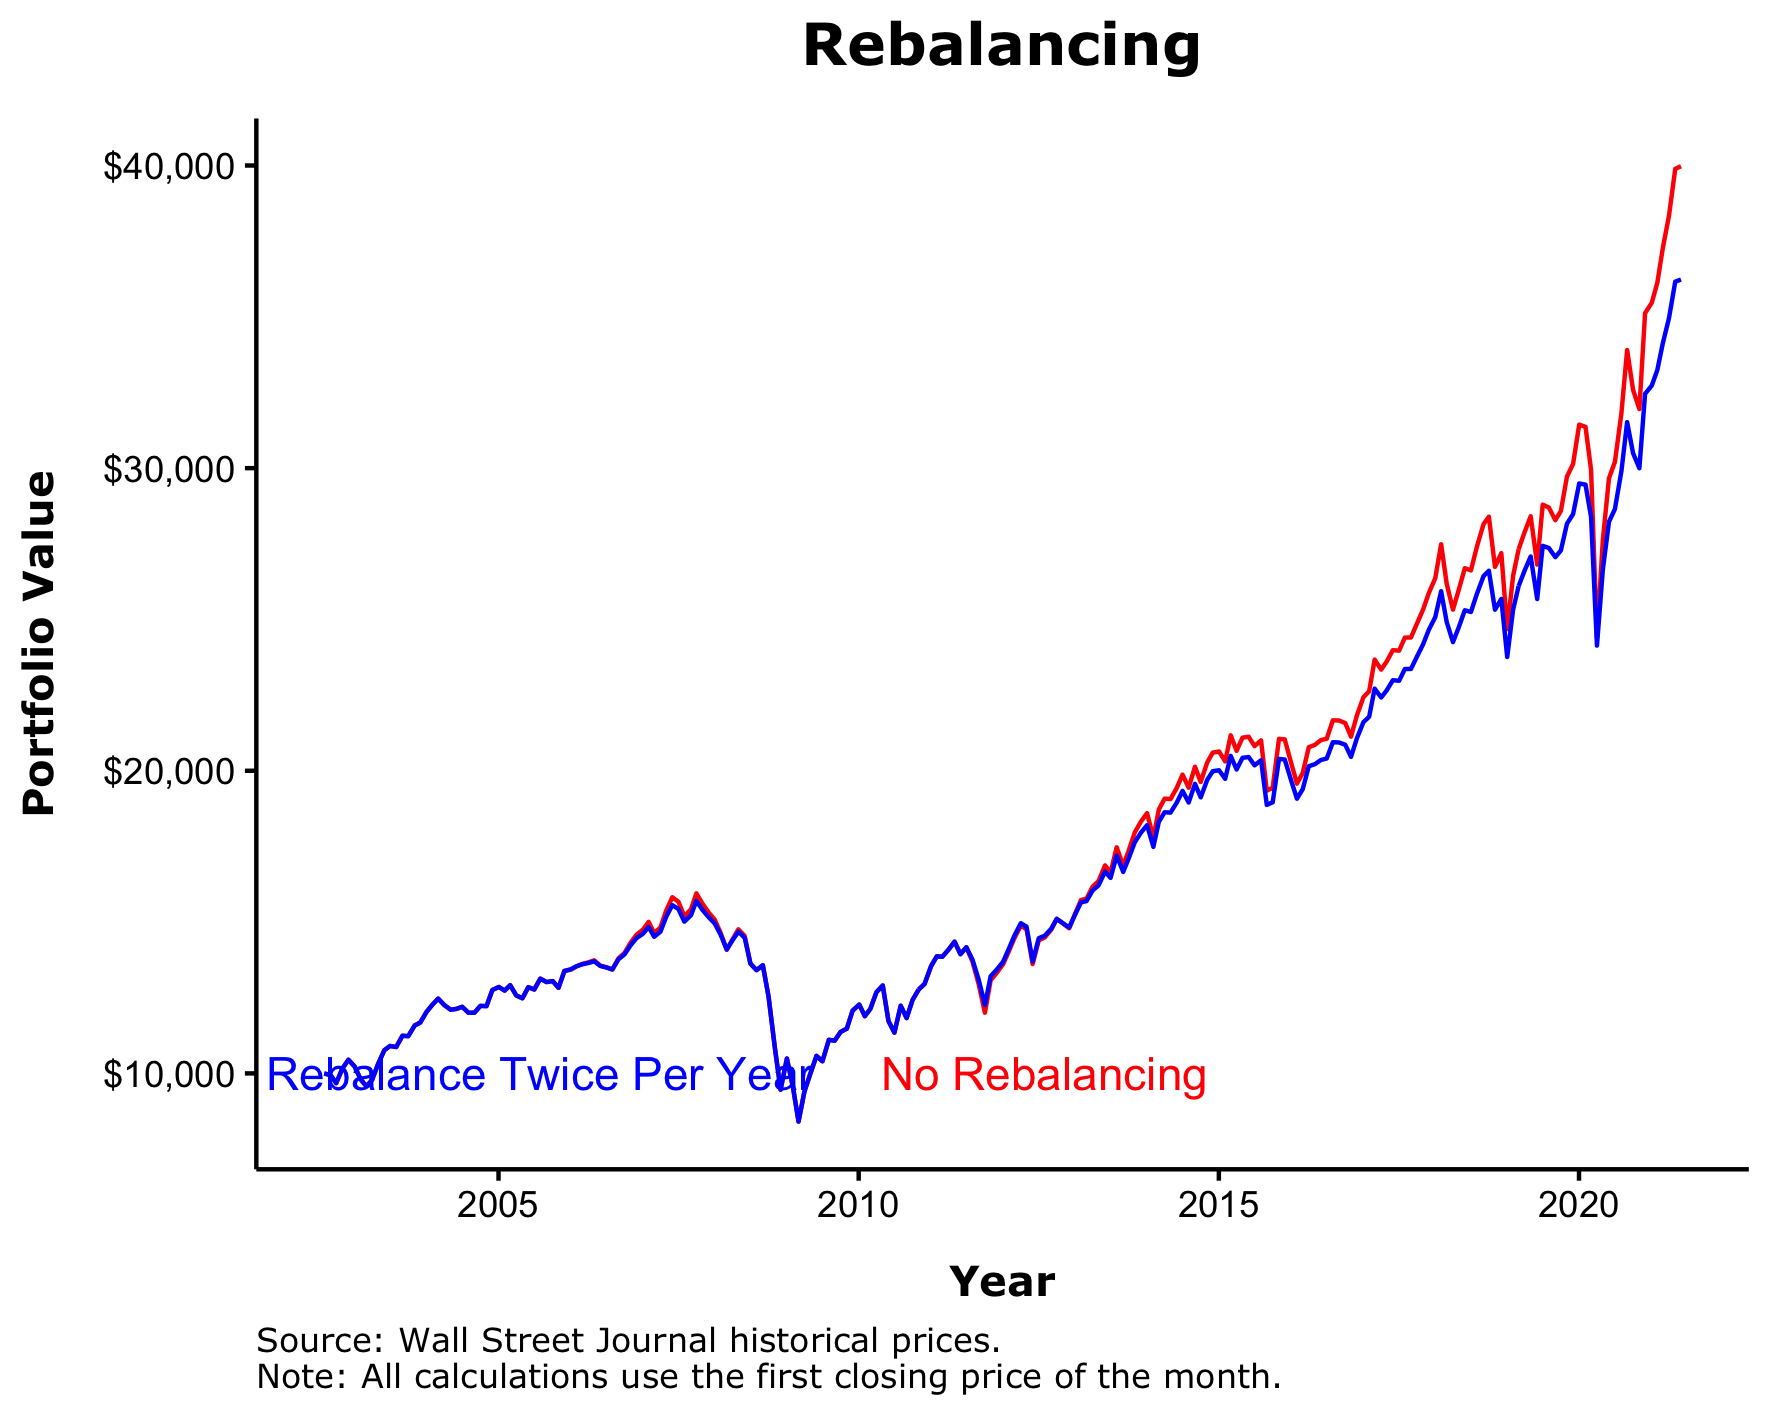 Rebalancing
Portfolio Value
$40,000
$30,000
$20,000
$10,000
Rebalance Twice Per Year
No Rebalancing
2005
2010
2015
2020
Year
Source: Wall Street Journal historical prices.
Note: All calculations use the first closing price of the month.